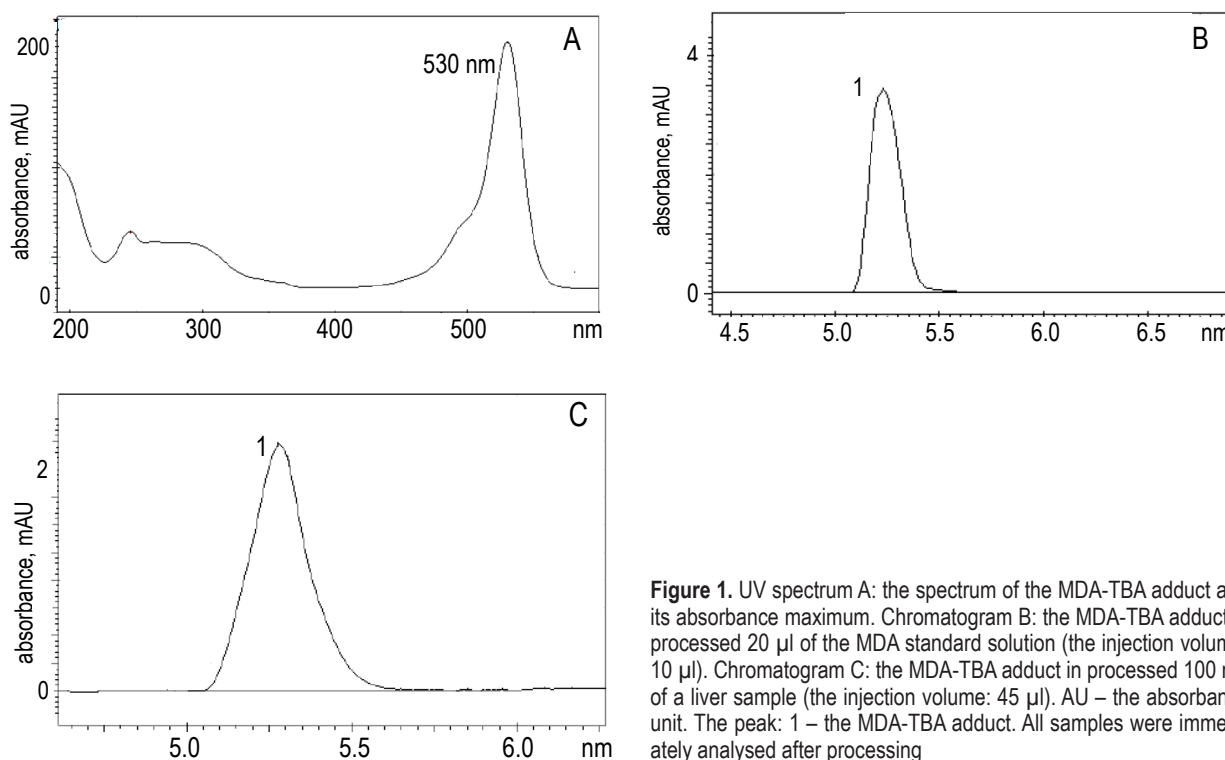 A
200
530 nm
absorbance, mAU
0
200 300 400 500 nm
B
4
1
absorbance, mAU
0
4.5 5.0 5.5 6.0 6.5 nm
C
1
2
absorbance, mAU
0
5.0 5.5 6.0 nm
Figure 1. UV spectrum A: the spectrum of the MDA-TBA adduct
its absorbance maximum. Chromatogram B: the MDA-TBA adduct
processed 20 µl of the MDA standard solution (the injection
10 µl). Chromatogram C: the MDA-TBA adduct in processed 100
of a liver sample (the injection volume: 45 µl). AU – the
unit. The peak: 1 – the MDA-TBA adduct. All samples were
ately analysed after processing